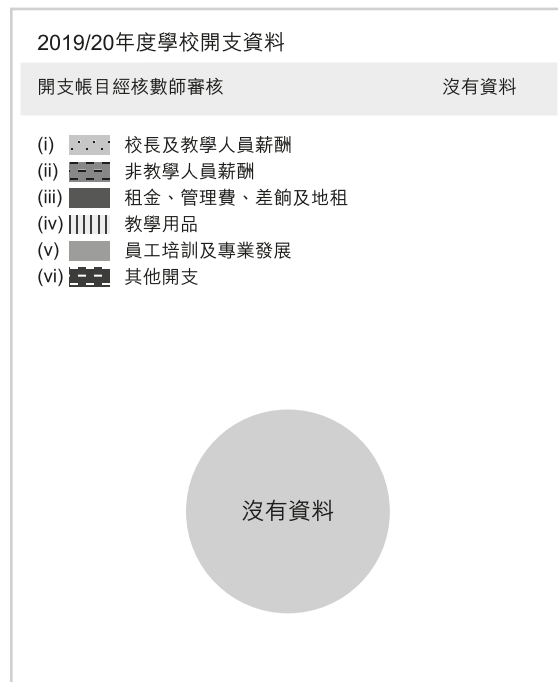 2019/20年度學校開支資料
開支帳目經核數師審核 沒有資料
(i) 校長及教學人員薪酬
(ii) 非教學人員薪酬
(iii) 租金、管理費、差餉及地租
(iv) 教學用品
(v) 員工培訓及專業發展
(vi) 其他開支
沒有資料